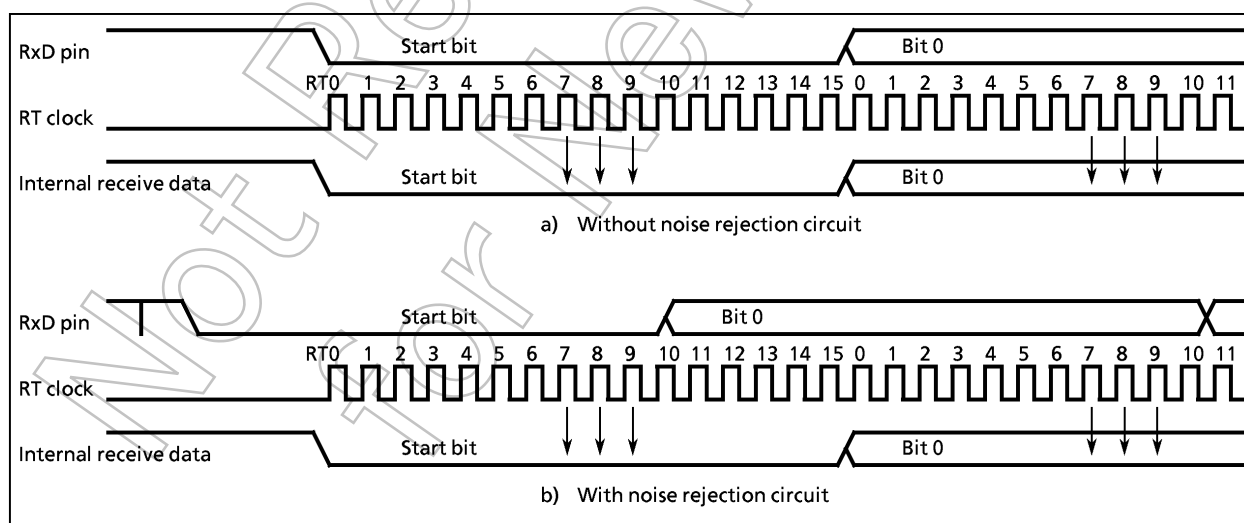 RxD pin Start bit Bit 0
RT0 1 2 3 4 5 6 7 8 9 10 11 12 13 14 15 0 1 2 3 4 5 6 7 8 9 10 11
RT clock
Internal receive data Start bit Bit 0
a) Without noise rejection circuit
RxD pin Start bit Bit 0
RT0 1 2 3 4 5 6 7 8 9 10 11 12 13 14 15 0 1 2 3 4 5 6 7 8 9 10 11
RT clock
Internal receive data Start bit Bit 0
b) With noise rejection circuit
Not Re
for Ne